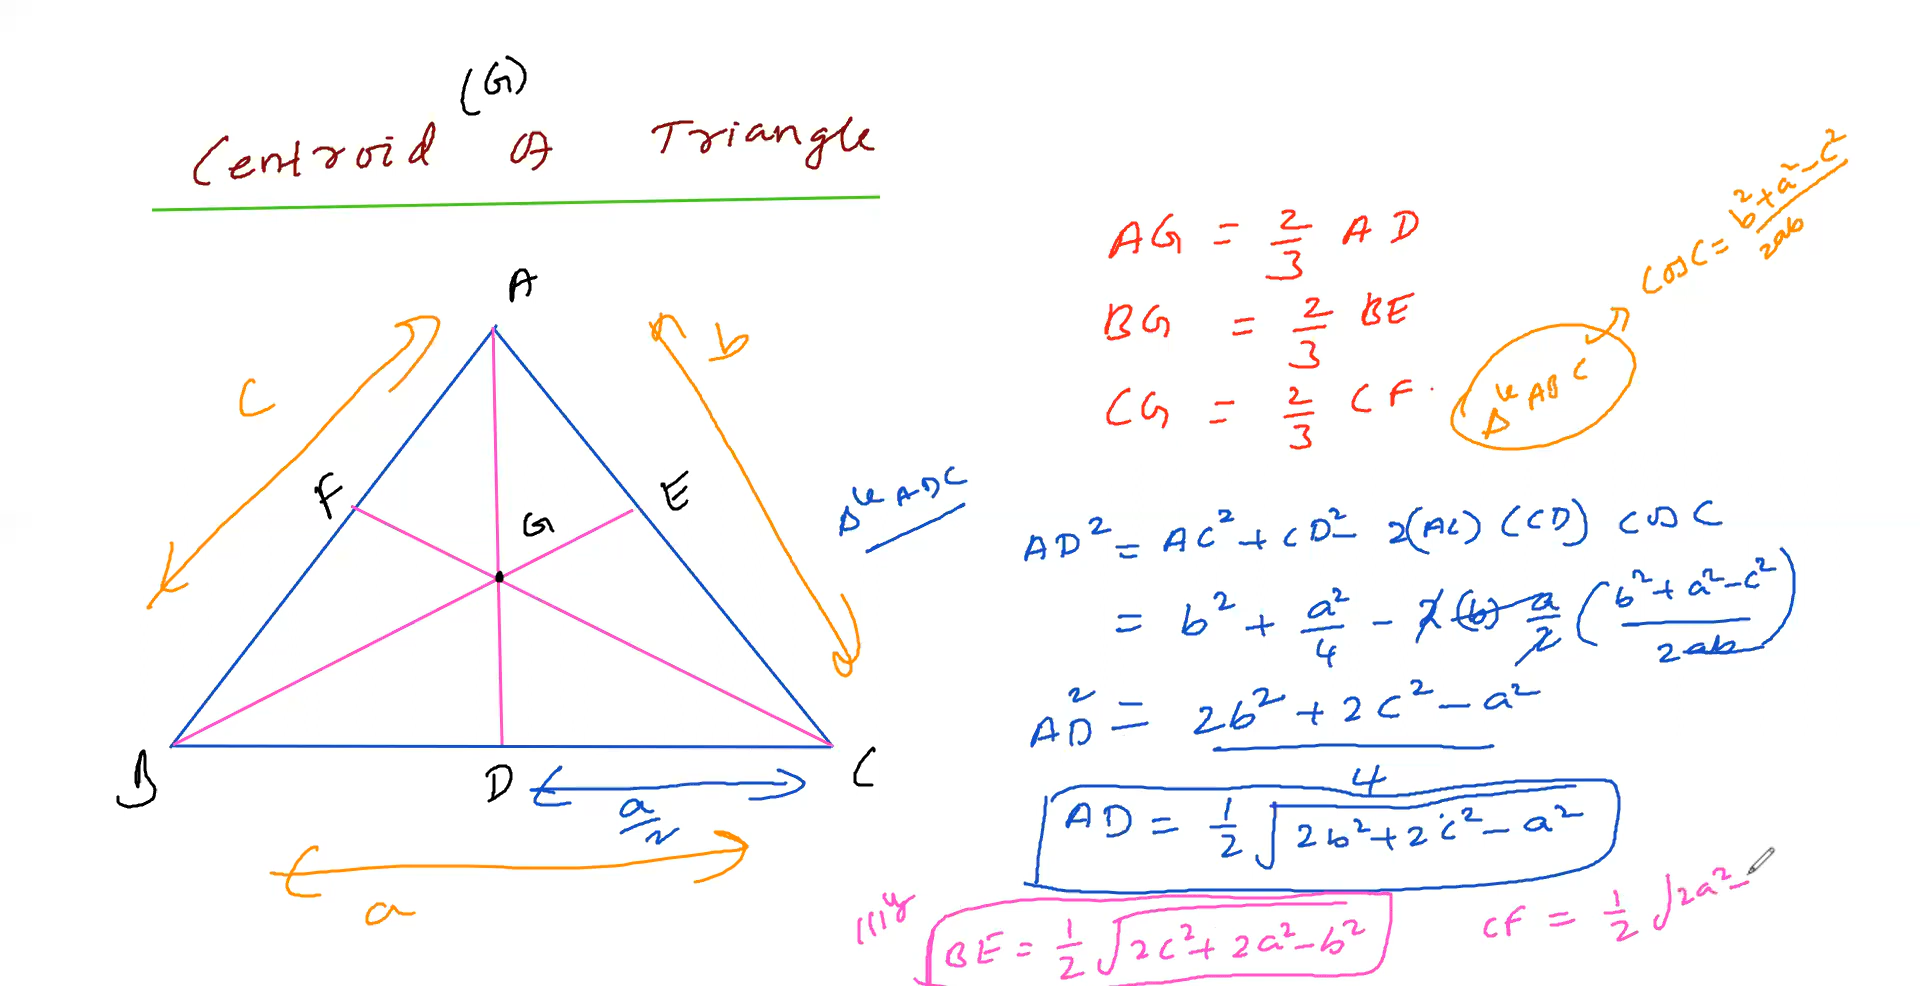 (G)
Centroid Of Triangle
A
c
b
F
E
G
B
D
C
a/2
a
AG = 2/3 AD
BG = 2/3 BE
CG = 2/3 CF.
Δle ABC
cosC = b²+a²-c²/2ab
Δle ADC
AD² = AC² + CD² - 2(AC) (CD) cosC
= b² + a²/4 - 2(b) a/2 (b²+a²-c²/2ab)
AD² = 2b² + 2c² - a²/4
AD = 1/2 √2b²+2c²-a²
llly
BE = 1/2 √2c²+2a²-b²
CF = 1/2 √2a²-